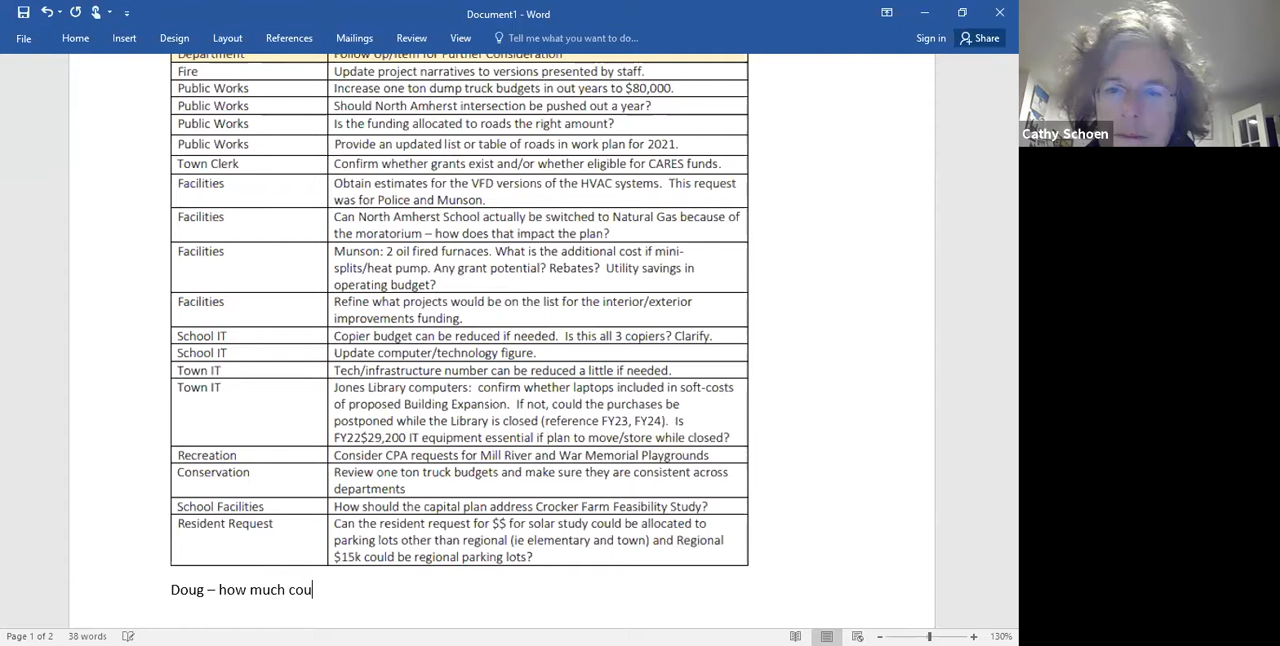 Document1 - Word
Sign in
Share
File
Home
Insert
Design
Layout
References
Mailings
Review
View
Tell me what you want to do...
Department
Follow Up/Item for Further Consideration
Fire
Update project narratives to versions presented by staff.
Public Works
Increase one ton dump truck budgets in out years to $80,000.
Public Works
Should North Amherst intersection be pushed out a year?
Public Works
Is the funding allocated to roads the right amount?
Public Works
Provide an updated list or table of roads in work plan for 2021.
Town Clerk
Confirm whether grants exist and/or whether eligible for CARES funds.
Facilities
Obtain estimates for the VFD versions of the HVAC systems. This request
was for Police and Munson.
Facilities
Can North Amherst School actually be switched to Natural Gas because of
the moratorium – how does that impact the plan?
Facilities
Munson: 2 oil fired furnaces. What is the additional cost if mini-
splits/heat pump. Any grant potential? Rebates? Utility savings in
operating budget?
Facilities
Refine what projects would be on the list for the interior/exterior
improvements funding.
School IT
Copier budget can be reduced if needed. Is this all 3 copiers? Clarify.
School IT
Update computer/technology figure.
Town IT
Tech/infrastructure number can be reduced a little if needed.
Town IT
Jones Library computers: confirm whether laptops included in soft-costs
of proposed Building Expansion. If not, could the purchases be
postponed while the Library is closed (reference FY23, FY24). Is
FY22$29,200 IT equipment essential if plan to move/store while closed?
Recreation
Consider CPA requests for Mill River and War Memorial Playgrounds
Conservation
Review one ton truck budgets and make sure they are consistent across
departments
School Facilities
How should the capital plan address Crocker Farm Feasibility Study?
Resident Request
Can the resident request for $$ for solar study could be allocated to
parking lots other than regional (ie elementary and town) and Regional
$15k could be regional parking lots?
Doug – how much cou
Page 1 of 2
38 words
130%
Cathy Schoen